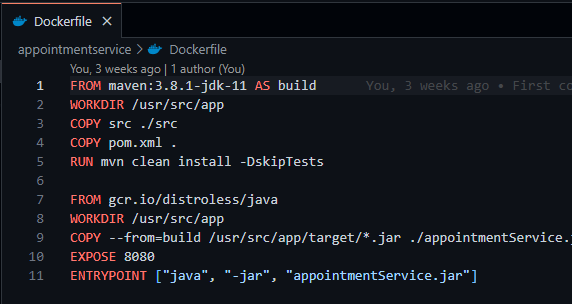 Dockerfile
appointmentservice > Dockerfile
You, 3 weeks ago | 1 author (You)
1 FROM maven:3.8.1-jdk-11 AS build You, 3 weeks ago • First co
2 WORKDIR /usr/src/app
3 COPY src ./src
4 COPY pom.xml .
5 RUN mvn clean install -DskipTests
6
7 FROM gcr.io/distroless/java
8 WORKDIR /usr/src/app
9 COPY --from=build /usr/src/app/target/*.jar ./appointmentService.j
10 EXPOSE 8080
11 ENTRYPOINT ["java", "-jar", "appointmentService.jar"]